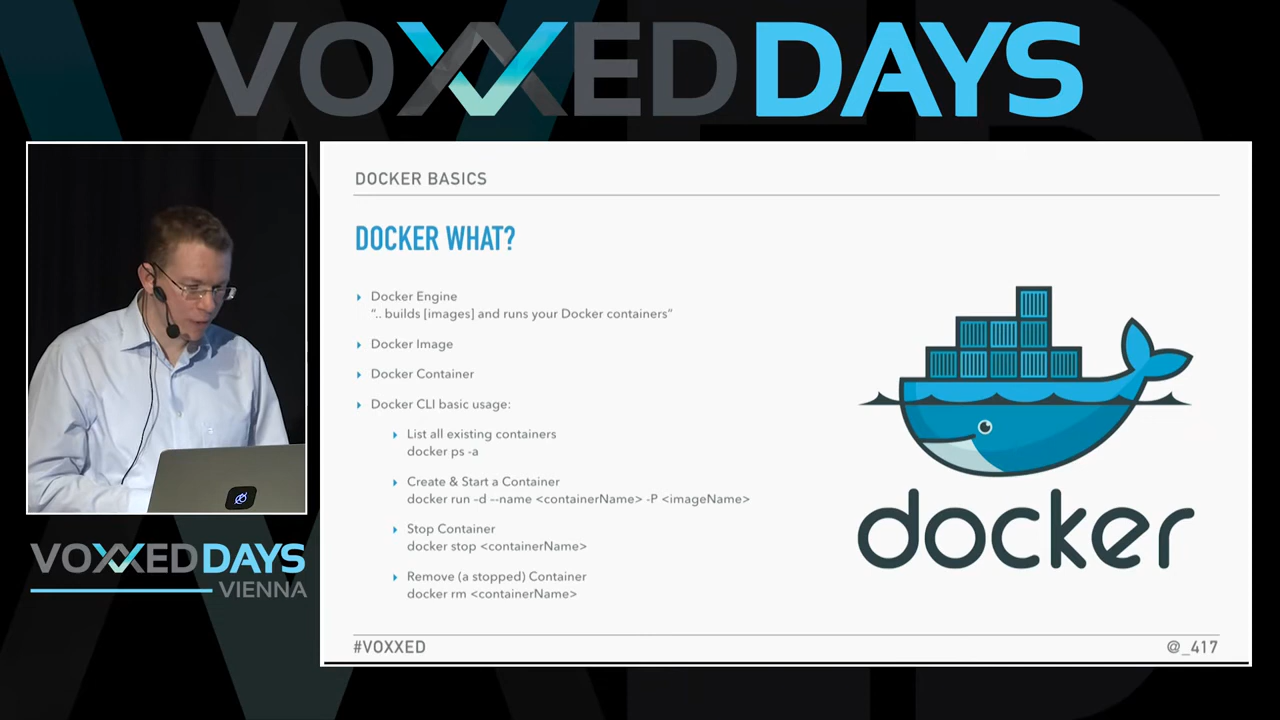 VOXXED DAYS
DOCKER BASICS
DOCKER WHAT?
Docker Engine
“.. builds [images] and runs your Docker containers”
Docker Image
Docker Container
Docker CLI basic usage:
List all existing containers
docker ps -a
Create & Start a Container
docker run –d --name <containerName> -P <imageName>
Stop Container
docker stop <containerName>
Remove (a stopped) Container
docker rm <containerName>
docker
#VOXXED
@_417
VOXXED DAYS
VIENNA